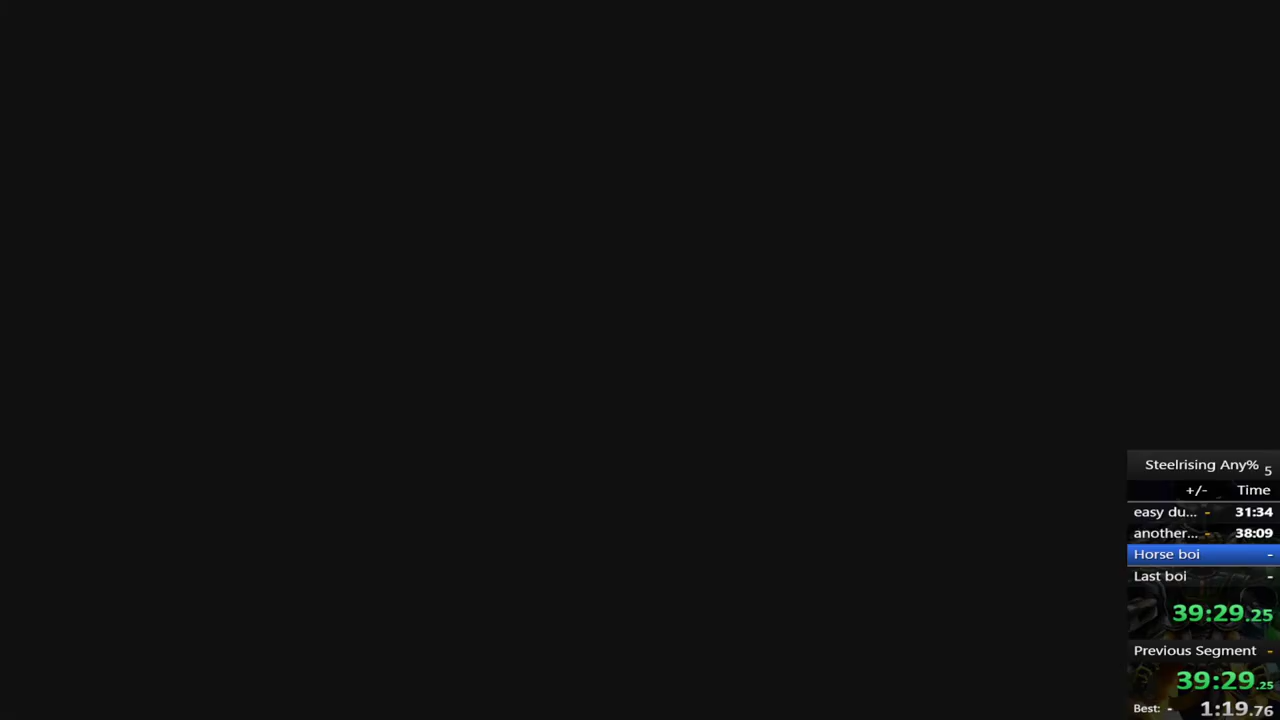 Steelrising Any% 5
+/- Time
easy du... - 31:34
another... - 38:09
Horse boi -
Last boi -
39:29.25
Previous Segment -
39:29.25
Best: - 1:19.76